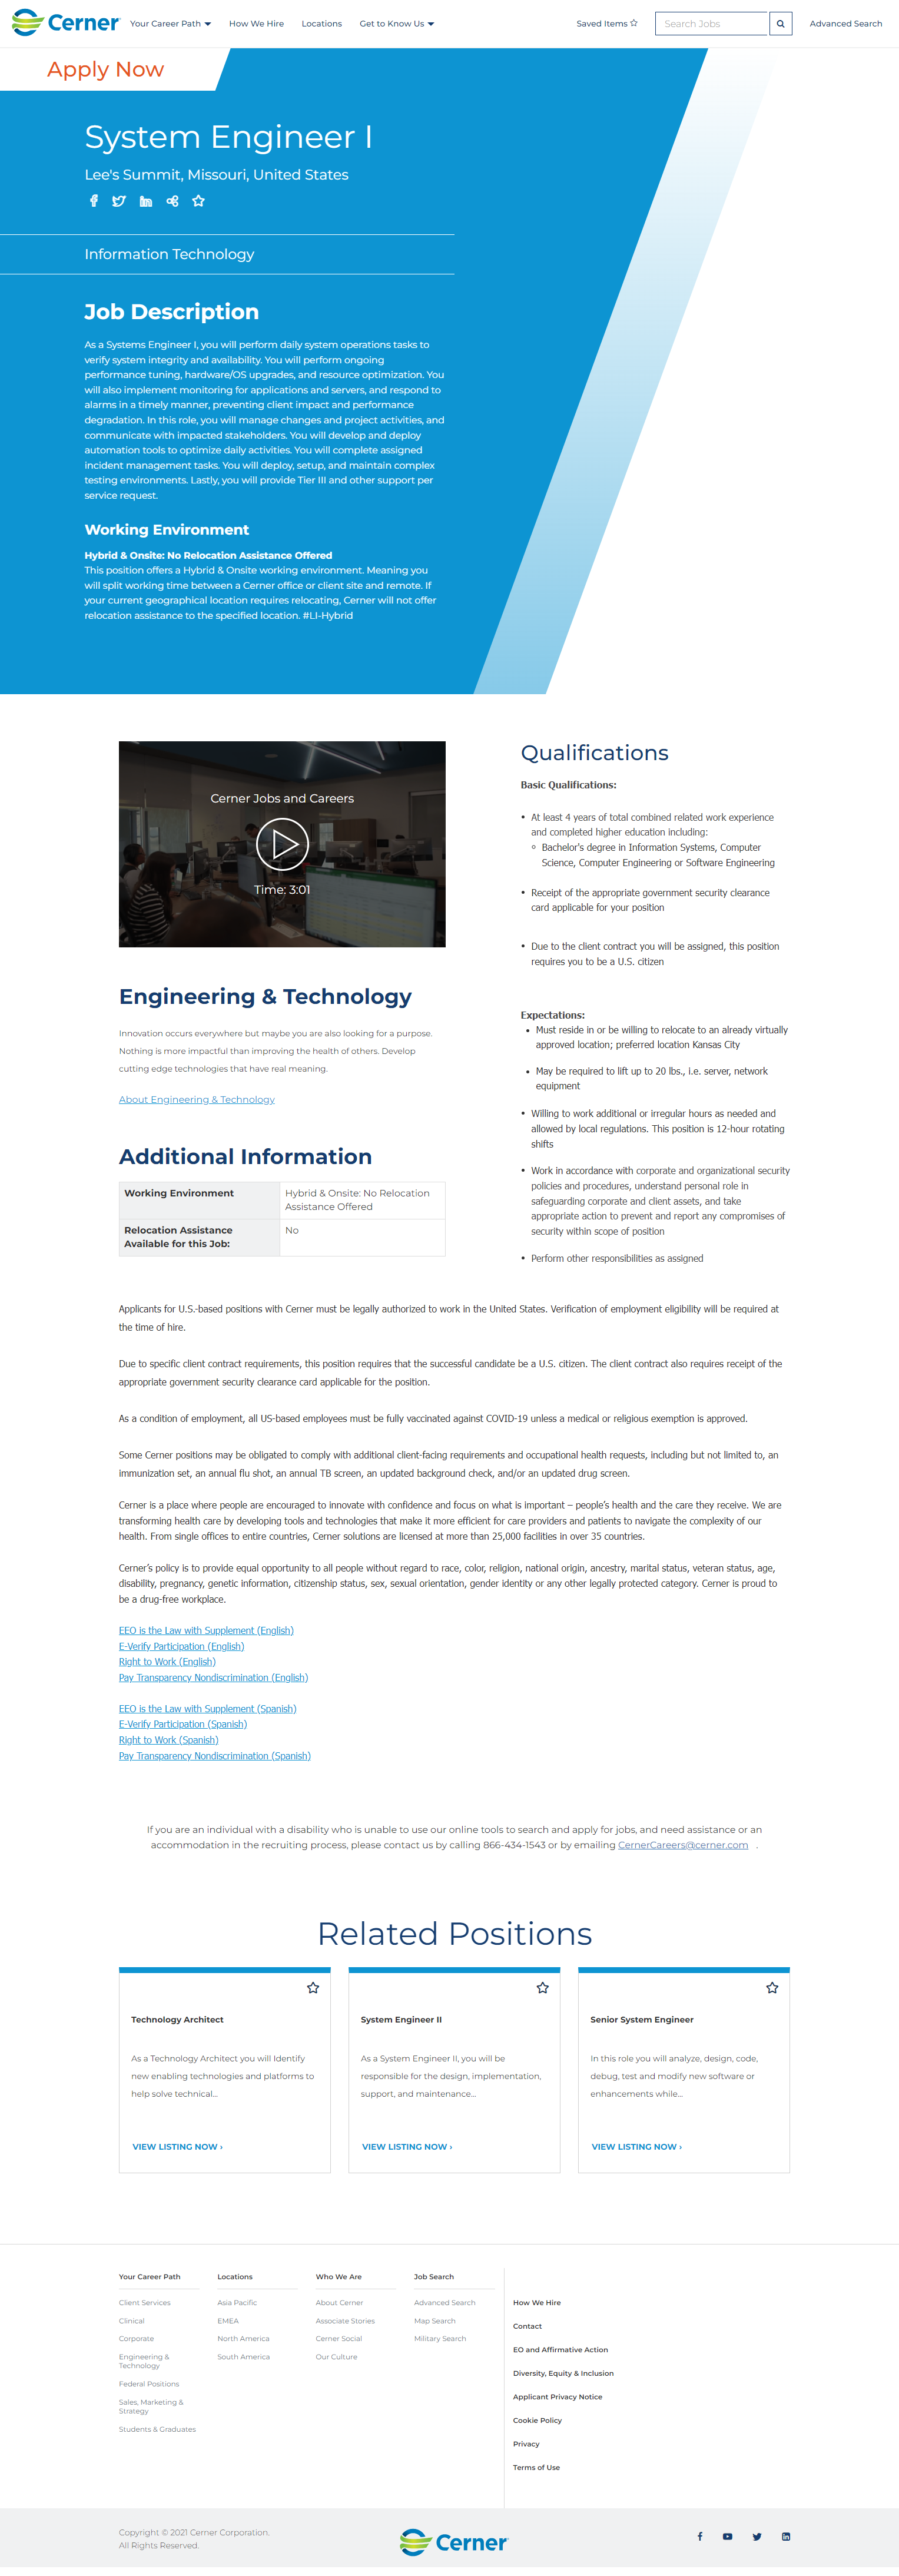 Cerner
Your Career Path
How We Hire
Locations
Get to Know Us
Saved Items
Search Jobs
Advanced Search
Apply Now
System Engineer I
Lee's Summit, Missouri, United States
Information Technology
Job Description
As a Systems Engineer I, you will perform daily system operations tasks to
verify system integrity and availability. You will perform ongoing
performance tuning, hardware/OS upgrades, and resource optimization. You
will also implement monitoring for applications and servers, and respond to
alarms in a timely manner, preventing client impact and performance
degradation. In this role, you will manage changes and project activities, and
communicate with impacted stakeholders. You will develop and deploy
automation tools to optimize daily activities. You will complete assigned
incident management tasks. You will deploy, setup, and maintain complex
testing environments. Lastly, you will provide Tier III and other support per
service request.
Working Environment
Hybrid & Onsite: No Relocation Assistance Offered
This position offers a Hybrid & Onsite working environment. Meaning you
will split working time between a Cerner office or client site and remote. If
your current geographical location requires relocating, Cerner will not offer
relocation assistance to the specified location. #LI-Hybrid
Cerner Jobs and Careers
Time: 3:01
Engineering & Technology
Innovation occurs everywhere but maybe you are also looking for a purpose.
Nothing is more impactful than improving the health of others. Develop
cutting edge technologies that have real meaning.
About Engineering & Technology
Additional Information
Working Environment
Hybrid & Onsite: No Relocation
Assistance Offered
Relocation Assistance
Available for this Job:
No
Qualifications
Basic Qualifications:
• At least 4 years of total combined related work experience
and completed higher education including:
o Bachelor's degree in Information Systems, Computer
Science, Computer Engineering or Software Engineering
• Receipt of the appropriate government security clearance
card applicable for your position
• Due to the client contract you will be assigned, this position
requires you to be a U.S. citizen
Expectations:
• Must reside in or be willing to relocate to an already virtually
approved location; preferred location Kansas City
• May be required to lift up to 20 lbs., i.e. server, network
equipment
• Willing to work additional or irregular hours as needed and
allowed by local regulations. This position is 12-hour rotating
shifts
• Work in accordance with corporate and organizational security
policies and procedures, understand personal role in
safeguarding corporate and client assets, and take
appropriate action to prevent and report any compromises of
security within scope of position
• Perform other responsibilities as assigned
Applicants for U.S.-based positions with Cerner must be legally authorized to work in the United States. Verification of employment eligibility will be required at
the time of hire.
Due to specific client contract requirements, this position requires that the successful candidate be a U.S. citizen. The client contract also requires receipt of the
appropriate government security clearance card applicable for the position.
As a condition of employment, all US-based employees must be fully vaccinated against COVID-19 unless a medical or religious exemption is approved.
Some Cerner positions may be obligated to comply with additional client-facing requirements and occupational health requests, including but not limited to, an
immunization set, an annual flu shot, an annual TB screen, an updated background check, and/or an updated drug screen.
Cerner is a place where people are encouraged to innovate with confidence and focus on what is important – people's health and the care they receive. We are
transforming health care by developing tools and technologies that make it more efficient for care providers and patients to navigate the complexity of our
health. From single offices to entire countries, Cerner solutions are licensed at more than 25,000 facilities in over 35 countries.
Cerner's policy is to provide equal opportunity to all people without regard to race, color, religion, national origin, ancestry, marital status, veteran status, age,
disability, pregnancy, genetic information, citizenship status, sex, sexual orientation, gender identity or any other legally protected category. Cerner is proud to
be a drug-free workplace.
EEO is the Law with Supplement (English)
E-Verify Participation (English)
Right to Work (English)
Pay Transparency Nondiscrimination (English)
EEO is the Law with Supplement (Spanish)
E-Verify Participation (Spanish)
Right to Work (Spanish)
Pay Transparency Nondiscrimination (Spanish)
If you are an individual with a disability who is unable to use our online tools to search and apply for jobs, and need assistance or an
accommodation in the recruiting process, please contact us by calling 866-434-1543 or by emailing CernerCareers@cerner.com .
Related Positions
Technology Architect
As a Technology Architect you will Identify
new enabling technologies and platforms to
help solve technical...
VIEW LISTING NOW ›
System Engineer II
As a System Engineer II, you will be
responsible for the design, implementation,
support, and maintenance...
VIEW LISTING NOW ›
Senior System Engineer
In this role you will analyze, design, code,
debug, test and modify new software or
enhancements while...
VIEW LISTING NOW ›
Your Career Path
Client Services
Clinical
Corporate
Engineering &
Technology
Federal Positions
Sales, Marketing &
Strategy
Students & Graduates
Locations
Asia Pacific
EMEA
North America
South America
Who We Are
About Cerner
Associate Stories
Cerner Social
Our Culture
Job Search
Advanced Search
Map Search
Military Search
How We Hire
Contact
EO and Affirmative Action
Diversity, Equity & Inclusion
Applicant Privacy Notice
Cookie Policy
Privacy
Terms of Use
Copyright © 2021 Cerner Corporation.
All Rights Reserved.
Cerner